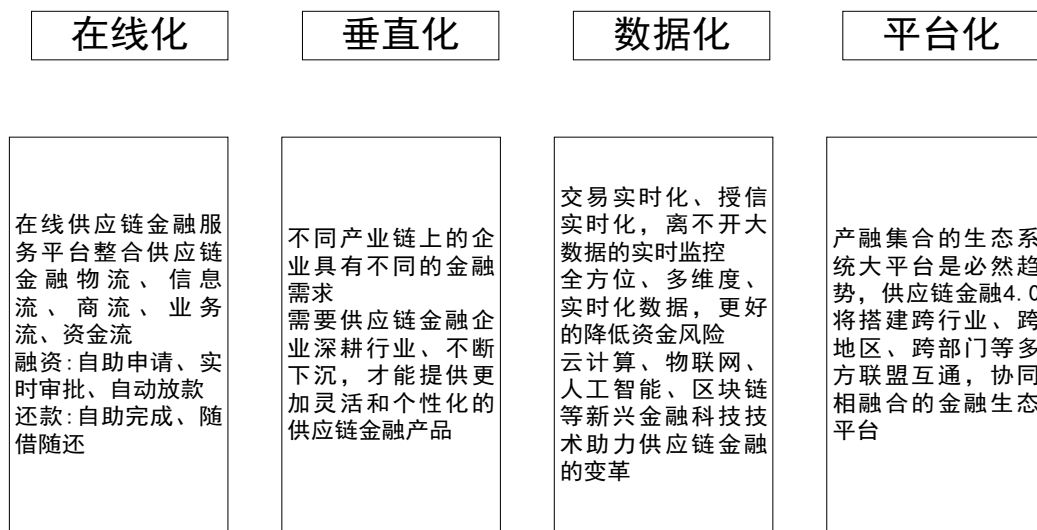 在线化
垂直化
数据化
平台化
在线供应链金融服
务平台整合供应链
金融物流、信息
流、商流、业务
流、资金流
融资:自助申请、实
时审批、自动放款
还款:自助完成、随
借随还
不同产业链上的企
业具有不同的金融
需求
需要供应链金融企
业深耕行业、不断
下沉，才能提供更
加灵活和个性化的
供应链金融产品
交易实时化、授信
实时化，离不开大
数据的实时监控
全方位、多维度、
实时化数据，更好
的降低资金风险
云计算、物联网、
人工智能、区块链
等新兴金融科技技
术助力供应链金融
的变革
产融集合的生态系
统大平台是必然趋
势，供应链金融4.0
将搭建跨行业、跨
地区、跨部门等多
方联盟互通，协同
相融合的金融生态
平台